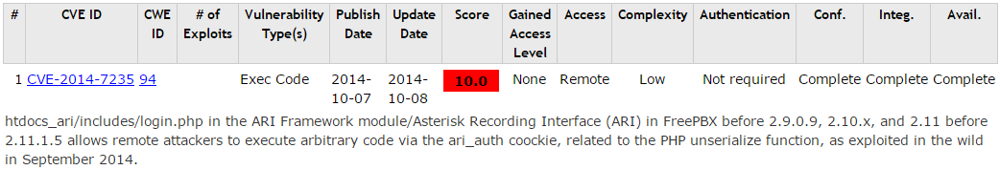 # CVE ID CWE ID # of Exploits Vulnerability Type(s) Publish Date Update Date Score Gained Access Level Access Complexity Authentication Conf. Integ. Avail.
1 CVE-2014-7235 94 Exec Code 2014-10-07 2014-10-08 10.0 None Remote Low Not required Complete Complete Complete
htdocs_ari/includes/login.php in the ARI Framework module/Asterisk Recording Interface (ARI) in FreePBX before 2.9.0.9, 2.10.x, and 2.11 before
2.11.1.5 allows remote attackers to execute arbitrary code via the ari_auth coockie, related to the PHP unserialize function, as exploited in the wild
in September 2014.